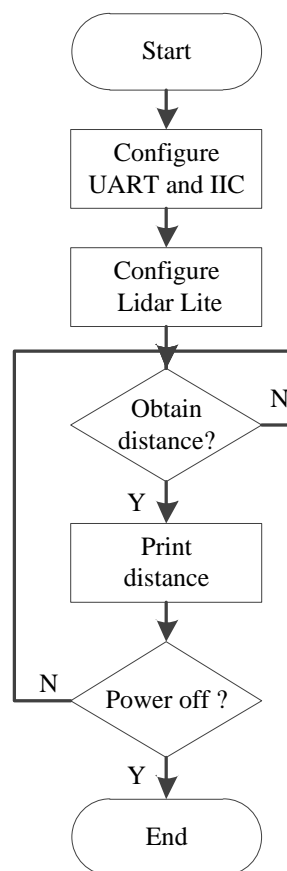 Start
Configure
UART and IIC
Configure
Lidar Lite
Obtain
distance?
N
Y
Print
distance
N
Power off ?
Y
End